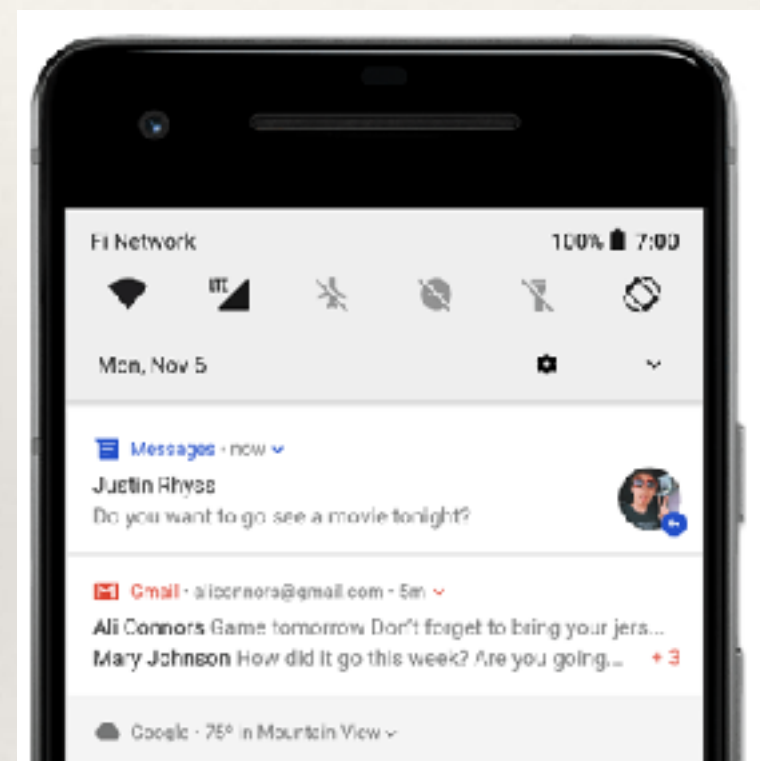 Fi Network 100% 7:00
LTE
Mon, Nov 5
Messages · now
Justin Rhyss
Do you want to go see a movie tonight?
Gmail · aliconnors@gmail.com · 5m
Ali Connors Game tomorrow Don't forget to bring your jers...
Mary Johnson How did it go this week? Are you going... + 3
Google · 75° in Mountain View